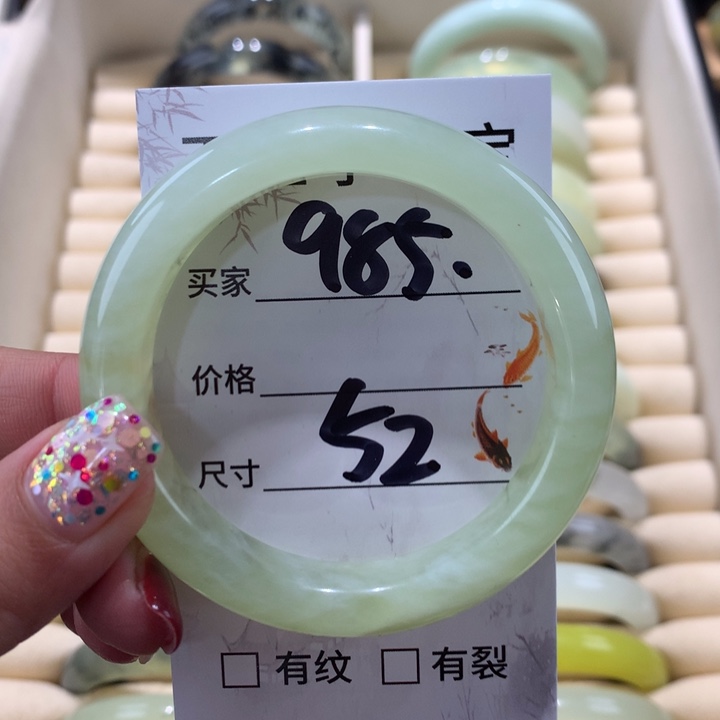 买家 985.
价格
尺寸 52
□ 有纹 □ 有裂